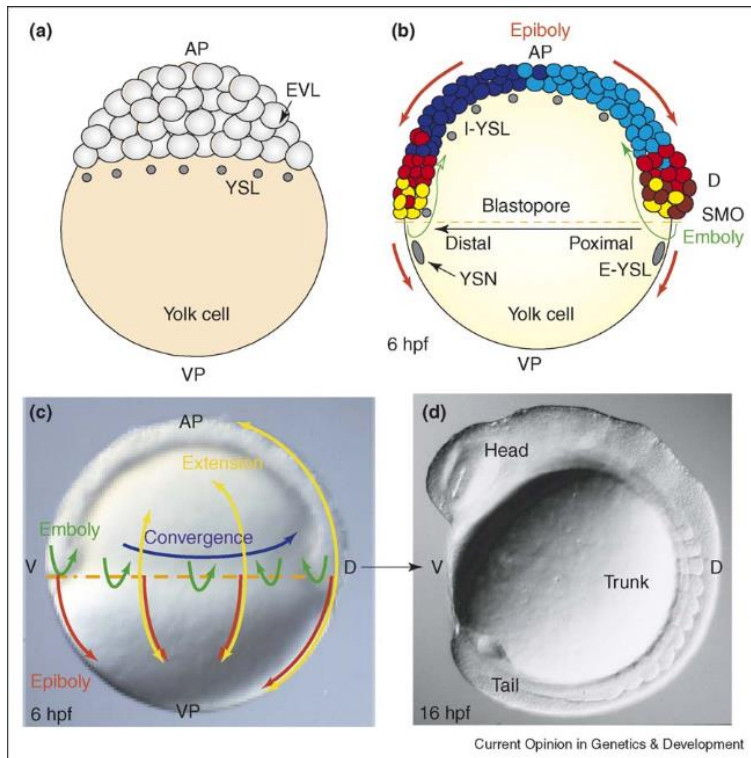 (a)
AP
EVL
YSL
Yolk cell
VP
(b)
Epiboly
AP
I-YSL
D
SMO
Blastopore
Emboly
Distal
Poximal
YSN
E-YSL
Yolk cell
6 hpf
VP
(c)
AP
Extension
Emboly
Convergence
V
D
Epiboly
6 hpf
VP
(d)
Head
V
Trunk
D
Tail
16 hpf
Current Opinion in Genetics & Development